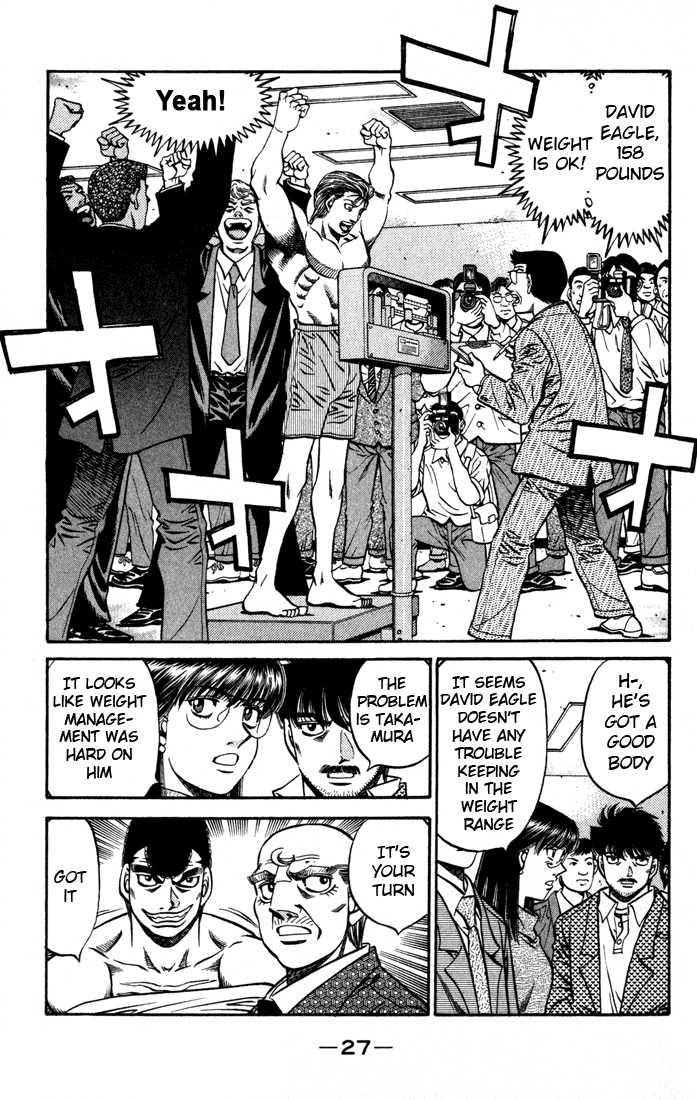 DAVID
EAGLE,
158
POUNDS
WEIGHT
IS OK!
Yeah!
H-,
HE'S
GOT A
GOOD
BODY
IT SEEMS
DAVID EAGLE
DOESN'T
HAVE ANY
TROUBLE
KEEPING
IN THE
WEIGHT
RANGE
THE
PROBLEM
IS TAKA-
MURA
IT LOOKS
LIKE WEIGHT
MANAGE-
MENT WAS
HARD ON
HIM
IT'S
YOUR
TURN
GOT
IT
—27—